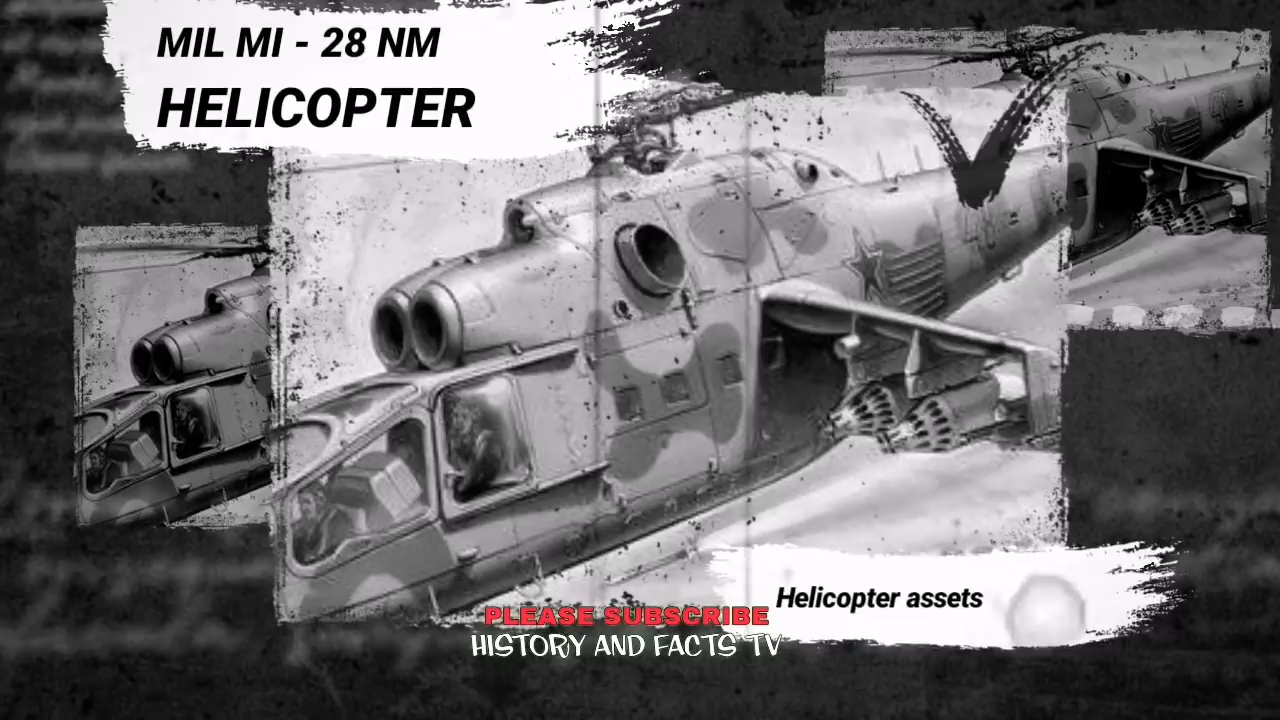 MIL MI - 28 NM
HELICOPTER
Helicopter assets
PLEASE SUBSCRIBE
HISTORY AND FACTS TV